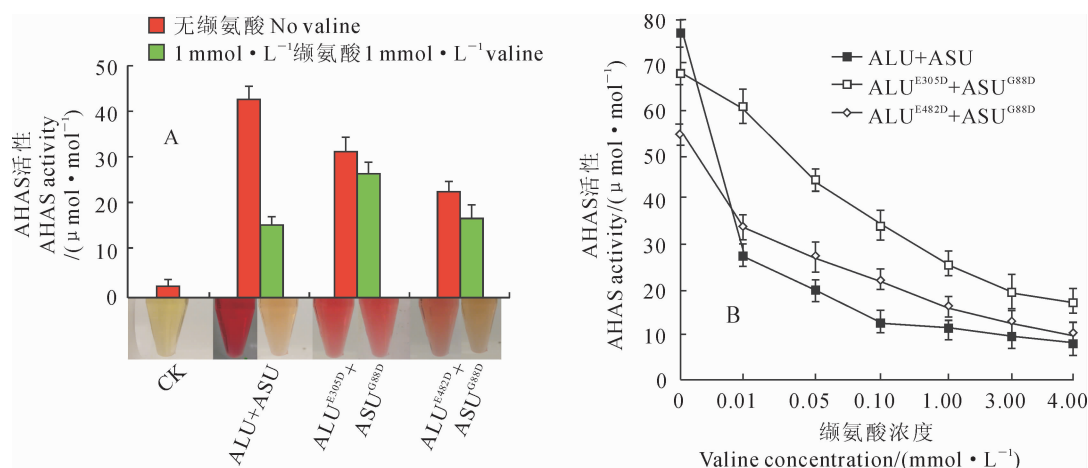 无缬氨酸 No valine
1 mmol·L⁻¹缬氨酸 1 mmol·L⁻¹ valine
AHAS活性
AHAS activity
/(μ mol·mol⁻¹)
50
40
30
20
10
0
A
CK
ALU+ASU
ALU^E305D+
ASU^G88D
ALU^E482D+
ASU^G88D
ALU+ASU
ALU^E305D+ASU^G88D
ALU^E482D+ASU^G88D
AHAS活性
AHAS activity/(μ mol·mol⁻¹)
80
70
60
50
40
30
20
10
0
B
0 0.01 0.05 0.10 1.00 3.00 4.00
缬氨酸浓度
Valine concentration/(mmol·L⁻¹)